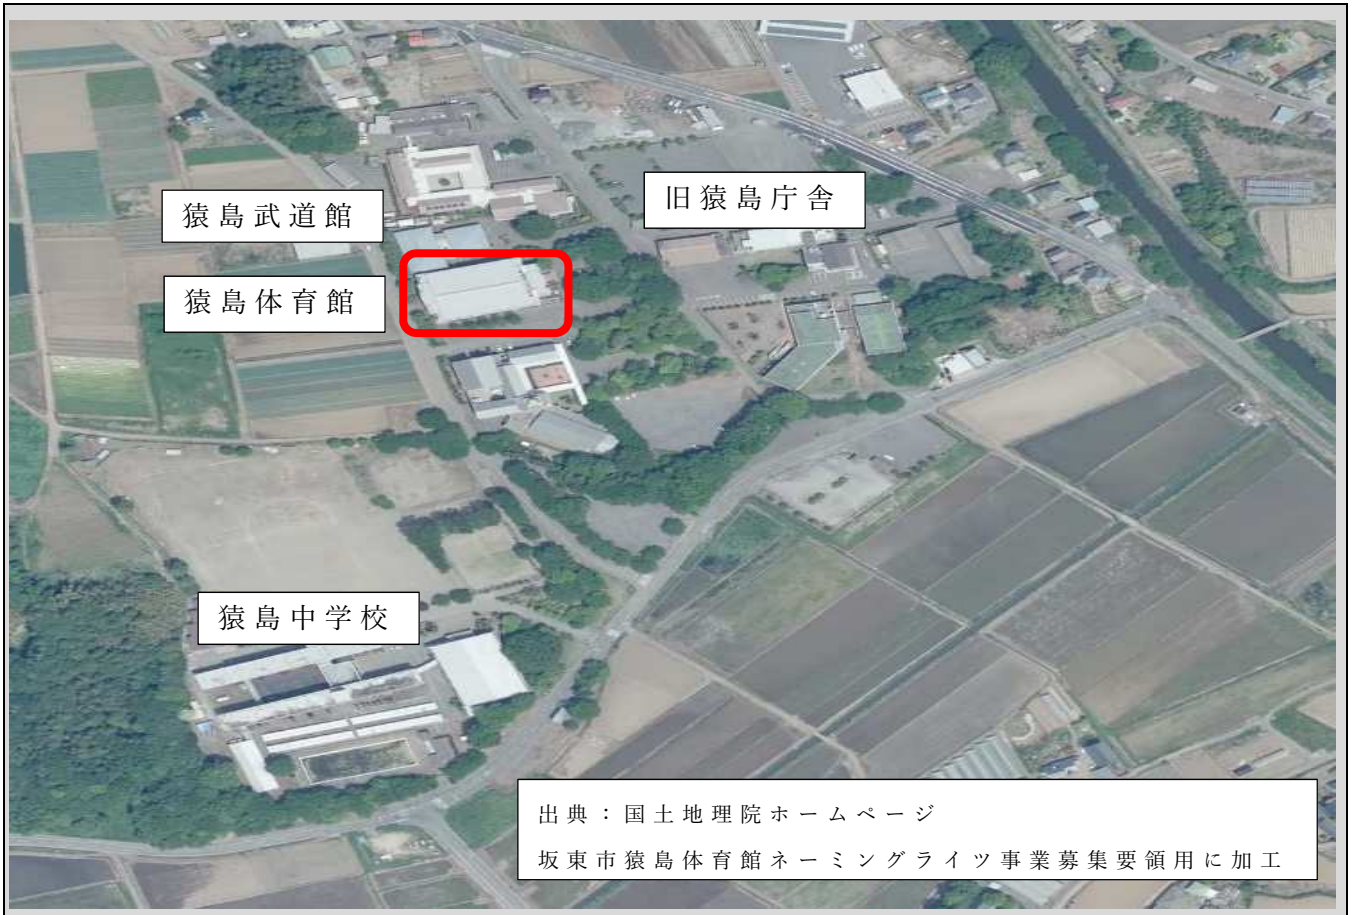 旧猿島庁舎
猿島武道館
猿島体育館
猿島中学校
出典：国土地理院ホームページ
坂東市猿島体育館ネーミングライツ事業募集要領用に加工